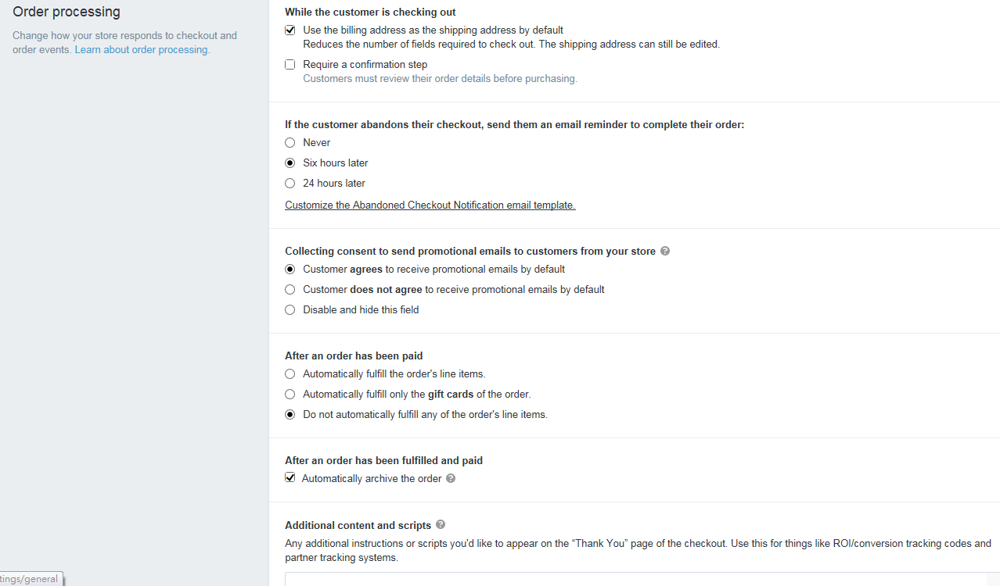 Order processing
Change how your store responds to checkout and
order events. Learn about order processing.
While the customer is checking out
Use the billing address as the shipping address by default
Reduces the number of fields required to check out. The shipping address can still be edited.
Require a confirmation step
Customers must review their order details before purchasing.
If the customer abandons their checkout, send them an email reminder to complete their order:
Never
Six hours later
24 hours later
Customize the Abandoned Checkout Notification email template.
Collecting consent to send promotional emails to customers from your store ?
Customer agrees to receive promotional emails by default
Customer does not agree to receive promotional emails by default
Disable and hide this field
After an order has been paid
Automatically fulfill the order's line items.
Automatically fulfill only the gift cards of the order.
Do not automatically fulfill any of the order's line items.
After an order has been fulfilled and paid
Automatically archive the order ?
Additional content and scripts ?
Any additional instructions or scripts you'd like to appear on the “Thank You” page of the checkout. Use this for things like ROI/conversion tracking codes and
partner tracking systems.
tings/general